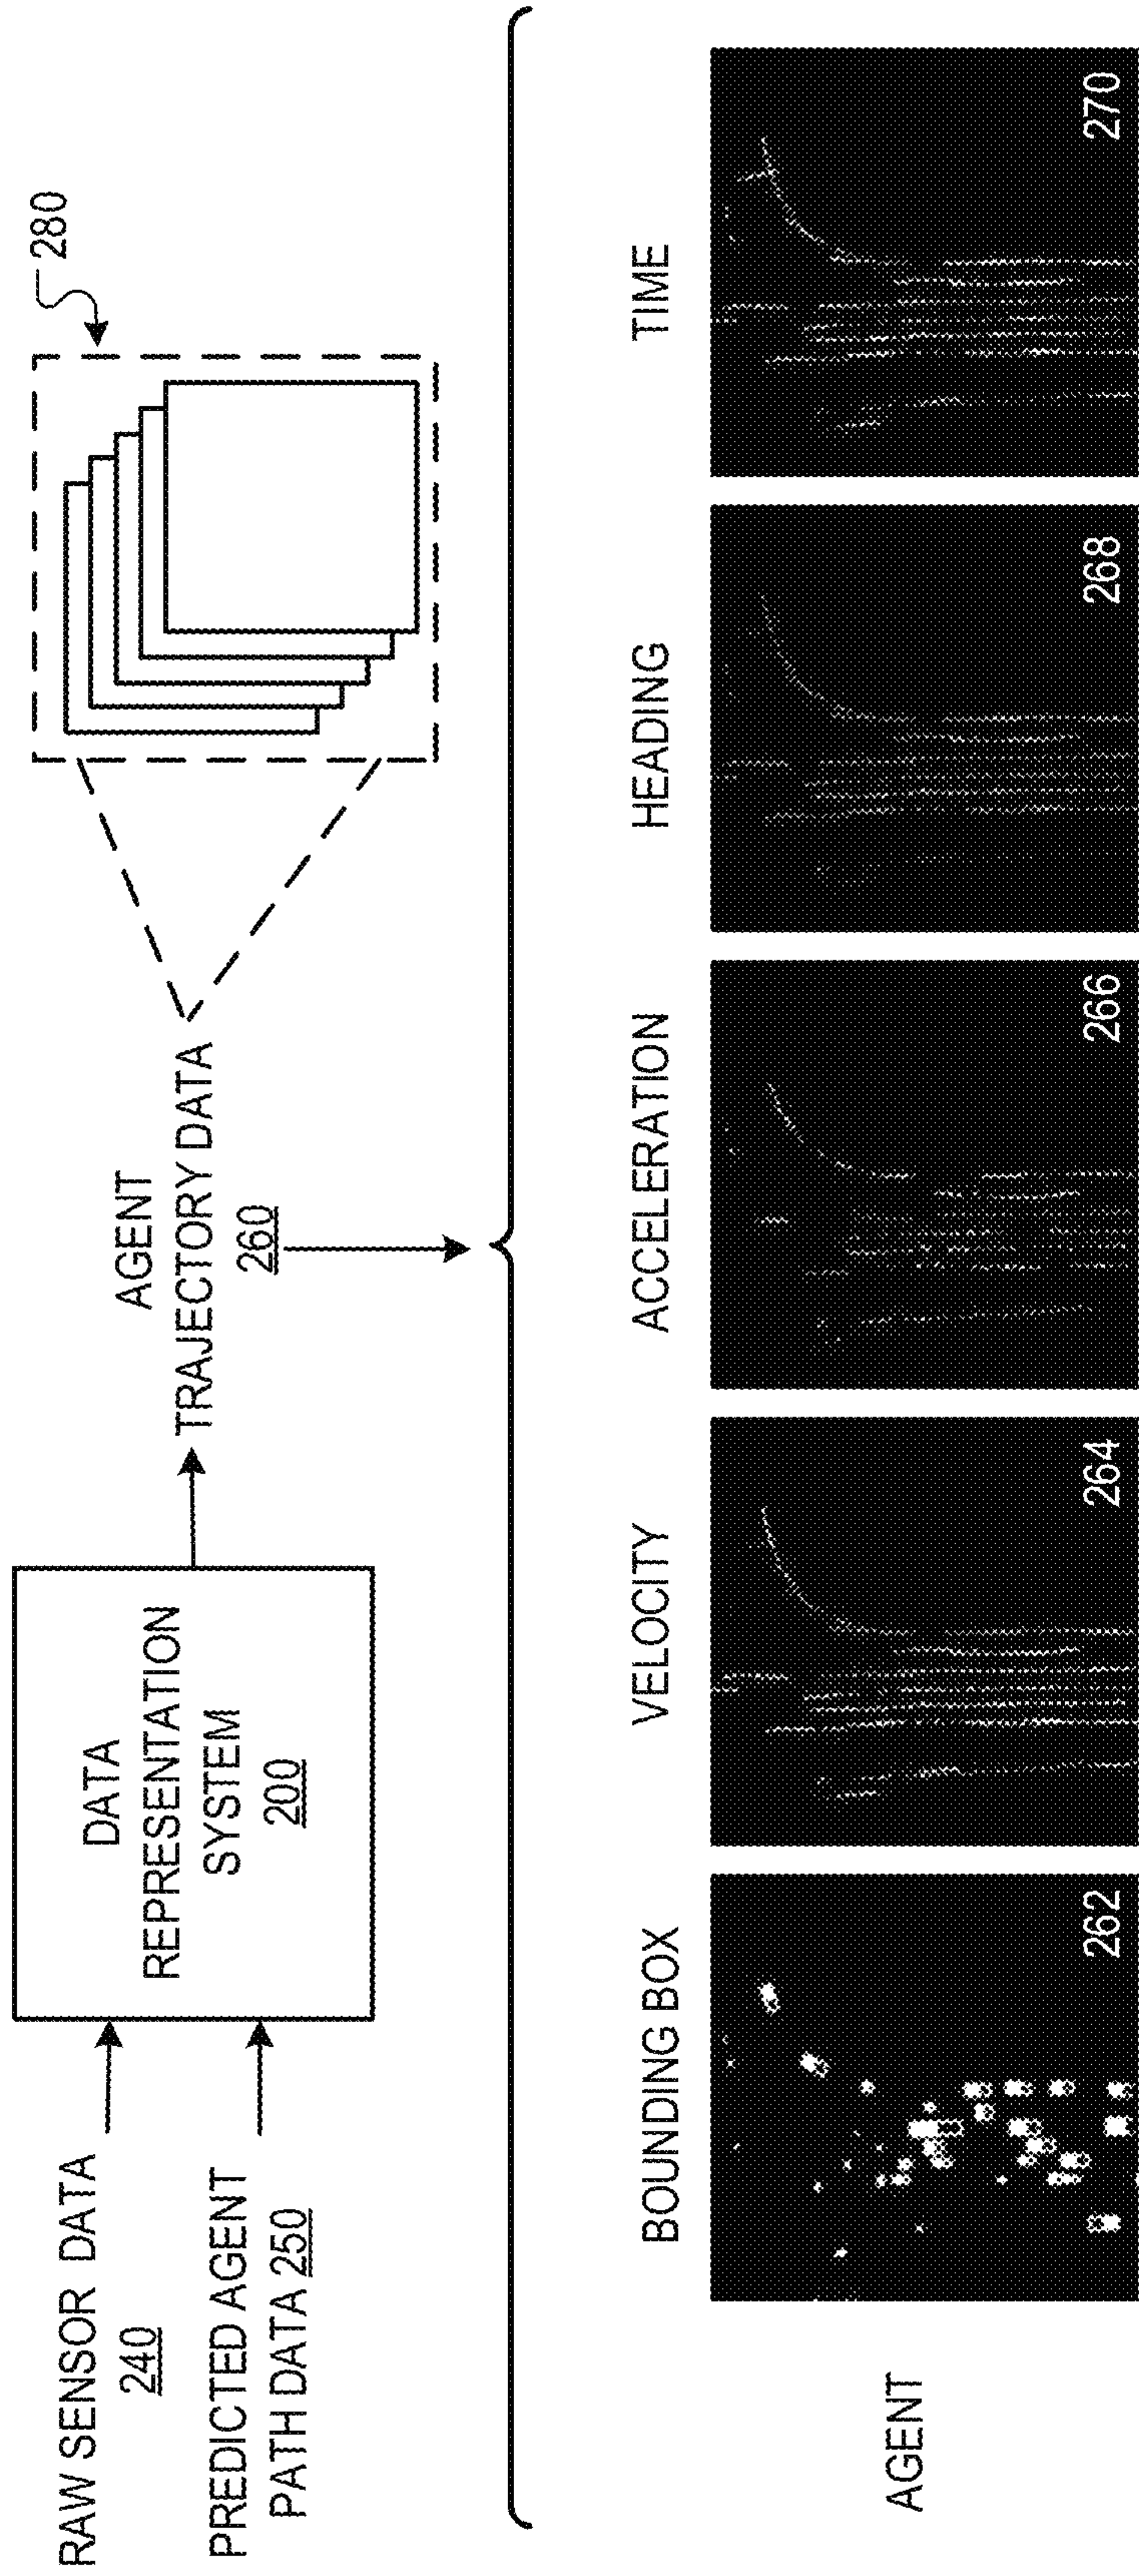 RAW SENSOR DATA
240
PREDICTED AGENT
PATH DATA 250
DATA
REPRESENTATION
SYSTEM
200
AGENT
TRAJECTORY DATA
260
280
AGENT
BOUNDING BOX
262
VELOCITY
264
ACCELERATION
266
HEADING
268
TIME
270